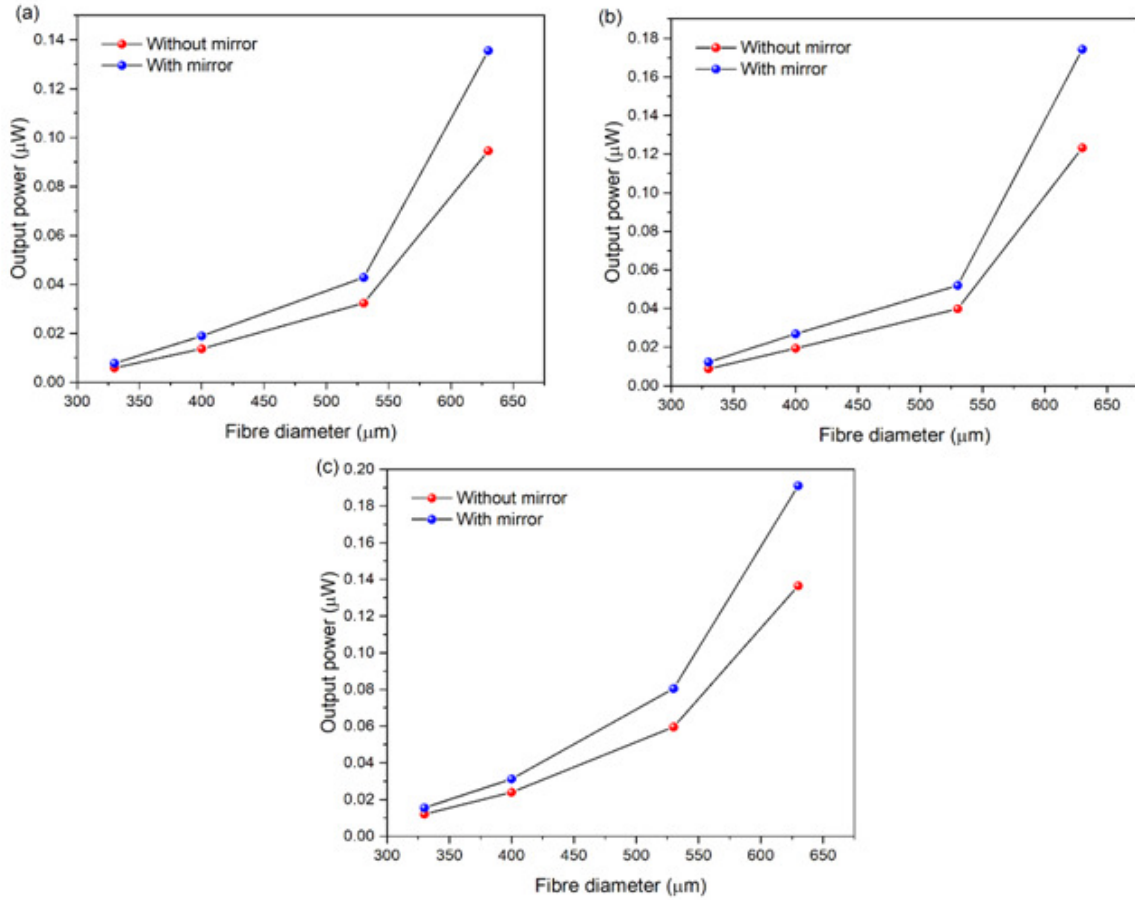 (a)
Without mirror
With mirror
0.14
0.12
0.10
0.08
0.06
0.04
0.02
0.00
Output power (μW)
300 350 400 450 500 550 600 650
Fibre diameter (μm)
(b)
Without mirror
With mirror
0.18
0.16
0.14
0.12
0.10
0.08
0.06
0.04
0.02
0.00
Output power (μW)
300 350 400 450 500 550 600 650
Fibre diameter (μm)
(c)
Without mirror
With mirror
0.20
0.18
0.16
0.14
0.12
0.10
0.08
0.06
0.04
0.02
0.00
Output power (μW)
300 350 400 450 500 550 600 650
Fibre diameter (μm)